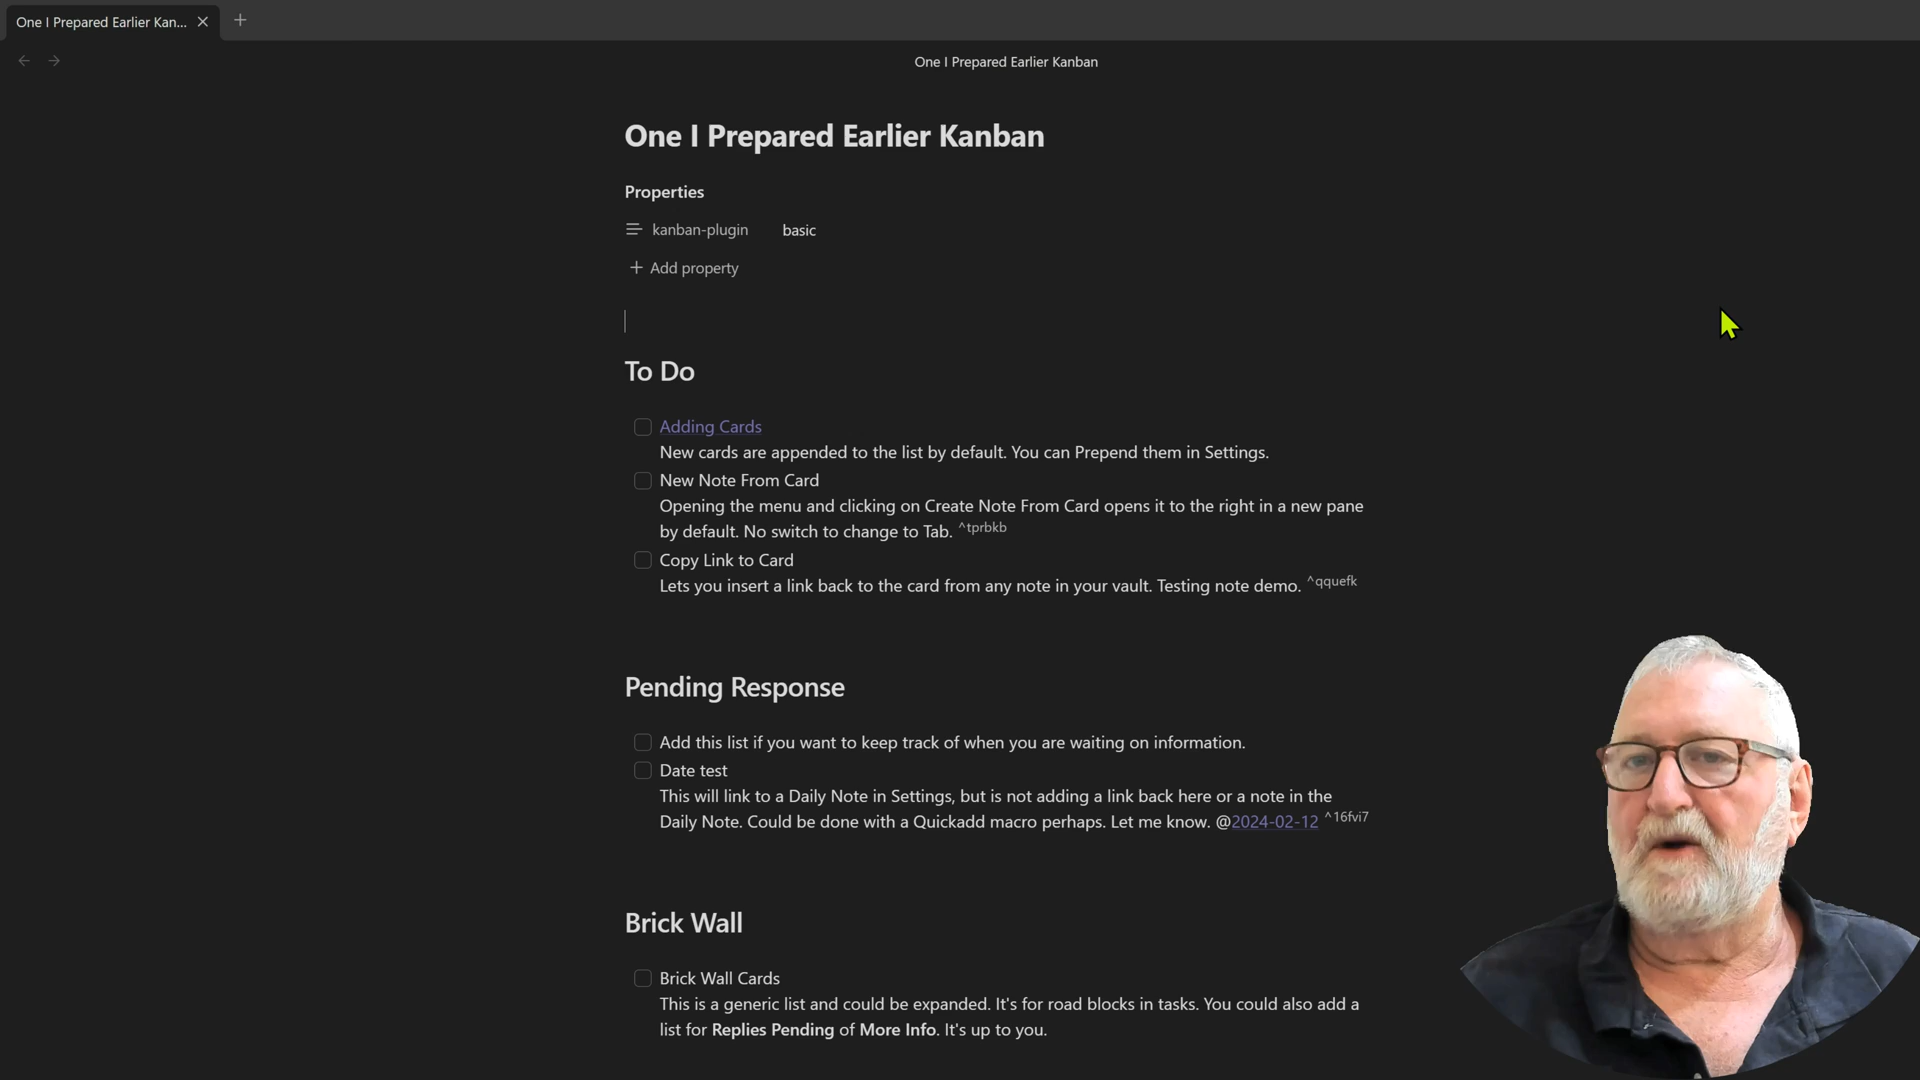 One I Prepared Earlier Kan...
One I Prepared Earlier Kanban
One I Prepared Earlier Kanban
Properties
kanban-plugin basic
Add property
To Do
Adding Cards
New cards are appended to the list by default. You can Prepend them in Settings.
New Note From Card
Opening the menu and clicking on Create Note From Card opens it to the right in a new pane
by default. No switch to change to Tab. ^tprbkb
Copy Link to Card
Lets you insert a link back to the card from any note in your vault. Testing note demo. ^qquefk
Pending Response
Add this list if you want to keep track of when you are waiting on information.
Date test
This will link to a Daily Note in Settings, but is not adding a link back here or a note in the
Daily Note. Could be done with a Quickadd macro perhaps. Let me know. @2024-02-12 ^16fvi7
Brick Wall
Brick Wall Cards
This is a generic list and could be expanded. It's for road blocks in tasks. You could also add a
list for Replies Pending of More Info. It's up to you.